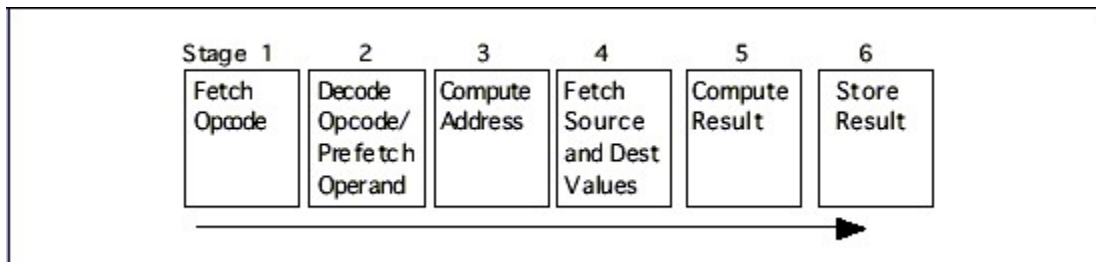 Stage 1 2 3 4 5 6
Fetch
Opcode
Decode
Opcode/
Prefetch
Operand
Compute
Address
Fetch
Source
and Dest
Values
Compute
Result
Store
Result